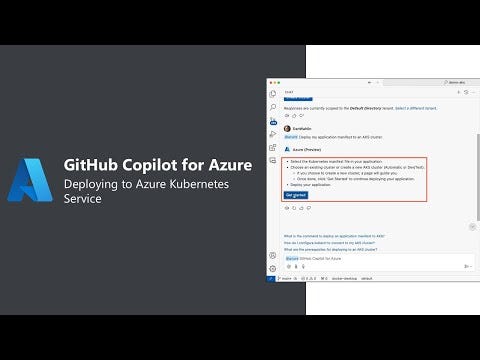 GitHub Copilot for Azure
Deploying to Azure Kubernetes
Service
demo-aks
CHAT
Responses are currently scoped to the Default Directory tenant. Select a different tenant.
DanWahlin
@azure Deploy my application manifest to an AKS cluster.
Azure (Preview)
• Select the Kubernetes manifest file in your application.
• Choose an existing cluster or create a new AKS cluster (Automatic or Dev/Test).
• If you choose to create a new cluster, a page will guide you.
• Once done, click 'Get Started' to continue deploying your application.
• Deploy your application.
Get started
What is the command to deploy an application manifest to AKS?
How do I configure kubectl to connect to my AKS cluster?
What are the prerequisites for deploying to an AKS cluster?
@azure GitHub Copilot for Azure
main
docker-desktop
default